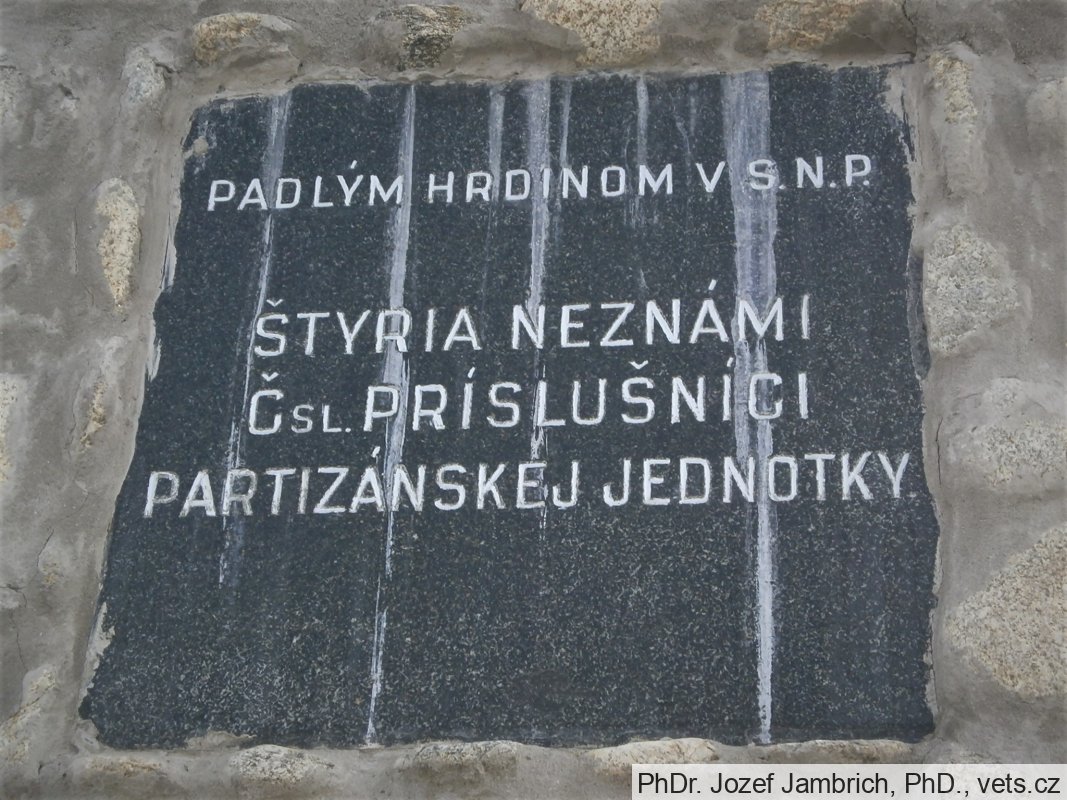 PADLÝM HRDINOM V S.N.P.
ŠTYRIA NEZNÁMI
ČSL. PRÍSLUŠNÍCI
PARTIZÁNSKEJ JEDNOTKY.
PhDr. Jozef Jambrich, PhD., vets.cz